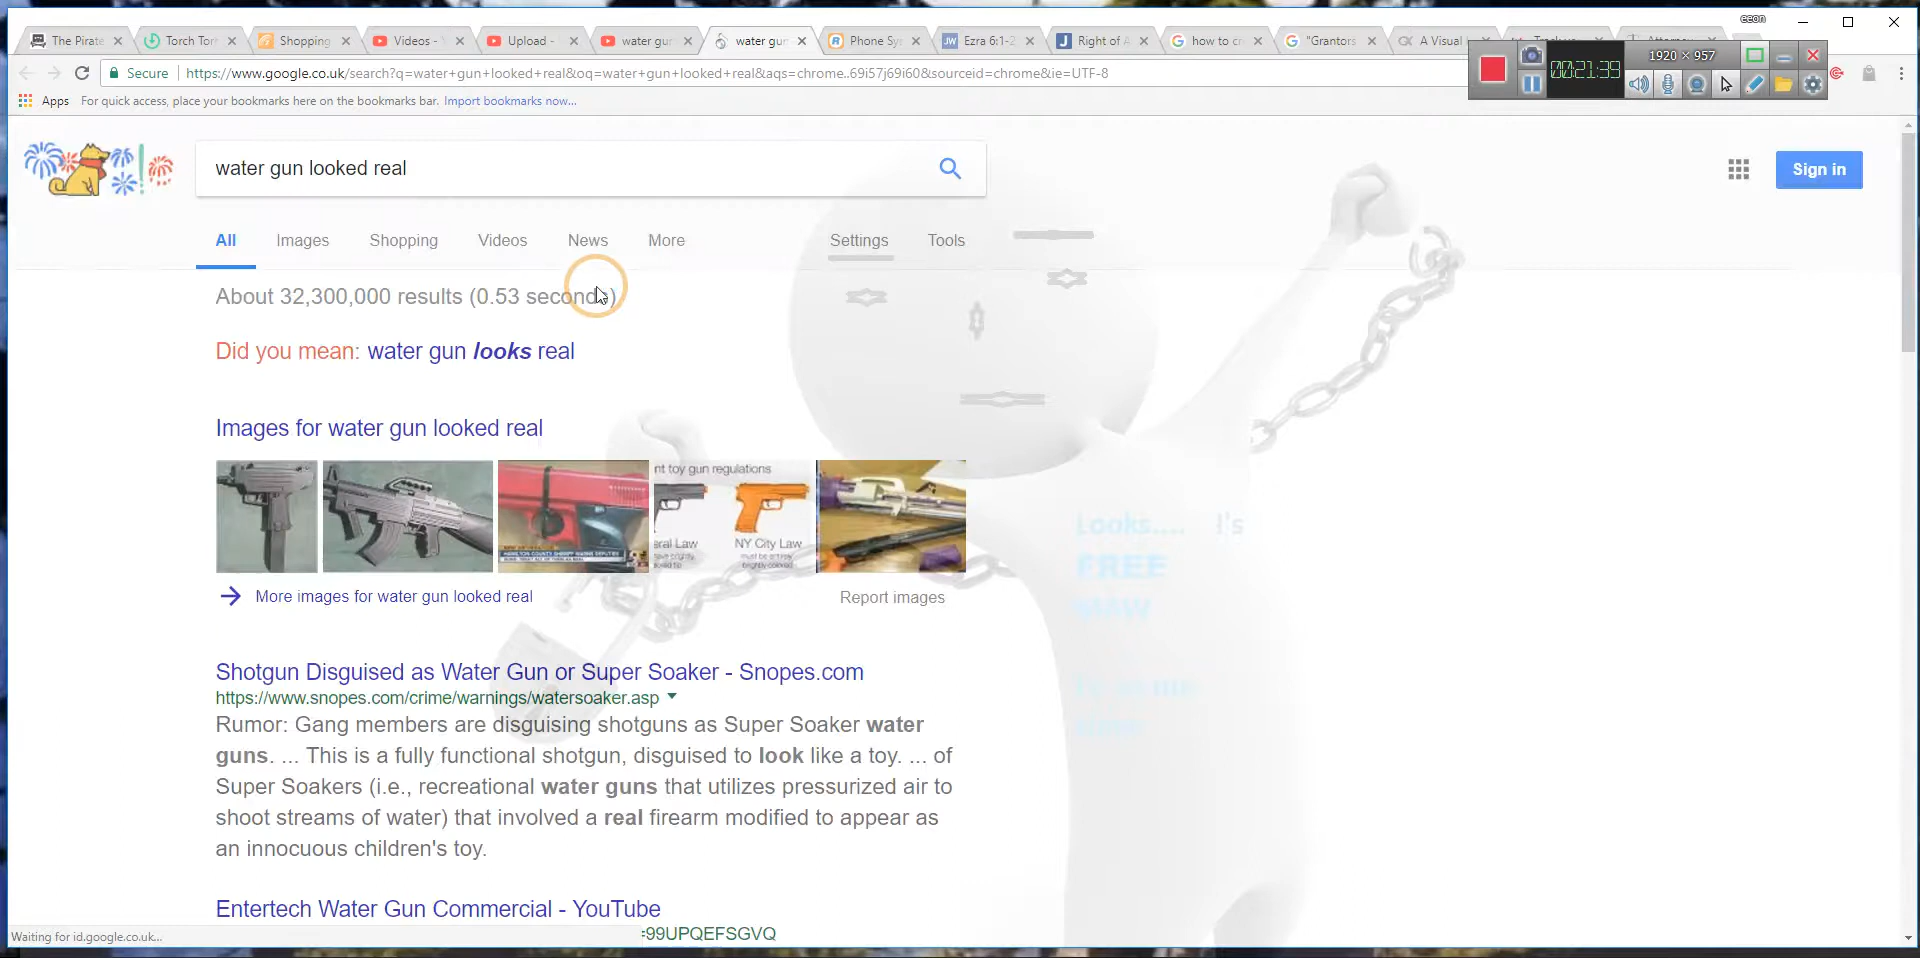 eeon
The Pirate
Torch Torr
Shopping
Videos - Y
Upload -
water gun
water gun
Phone Sy
Ezra 6:1-2
Right of A
how to cr
"Grantors
A Visual
Secure
https://www.google.co.uk/search?q=water+gun+looked+real&oq=water+gun+looked+real&aqs=chrome..69i57j69i60&sourceid=chrome&ie=UTF-8
1920 × 957
00:21:39
Apps
For quick access, place your bookmarks here on the bookmarks bar. Import bookmarks now...
water gun looked real
Sign in
All Images Shopping Videos News More Settings Tools
About 32,300,000 results (0.53 seconds)
Did you mean: water gun looks real
Images for water gun looked real
nt toy gun regulations
eral Law
NY City Law
must be entirely
brightly-colored
More images for water gun looked real
Report images
Looks.... I's
FREE
Shotgun Disguised as Water Gun or Super Soaker - Snopes.com
https://www.snopes.com/crime/warnings/watersoaker.asp
Rumor: Gang members are disguising shotguns as Super Soaker water
guns. ... This is a fully functional shotgun, disguised to look like a toy. ... of
Super Soakers (i.e., recreational water guns that utilizes pressurized air to
shoot streams of water) that involved a real firearm modified to appear as
an innocuous children's toy.
Entertech Water Gun Commercial - YouTube
=99UPQEFSGVQ
Waiting for id.google.co.uk...